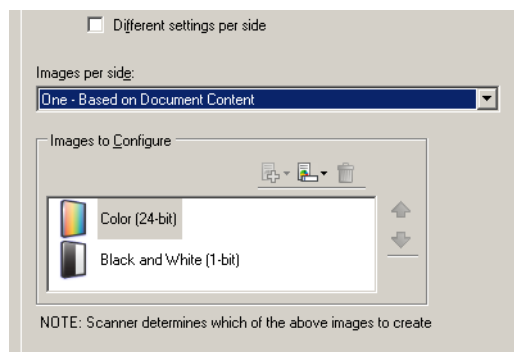 Different settings per side
Images per side:
One - Based on Document Content
Images to Configure
Color (24-bit)
Black and White (1-bit)
NOTE: Scanner determines which of the above images to create